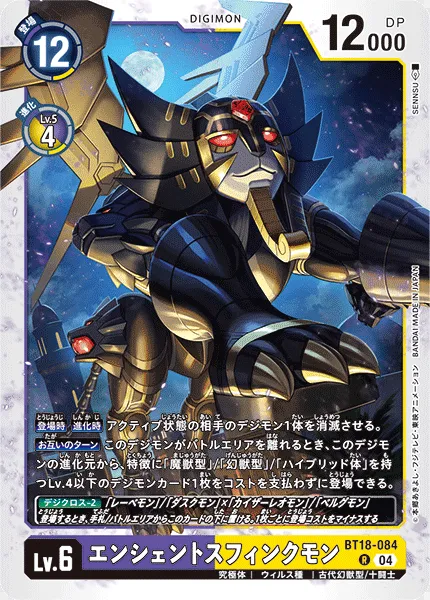 DIGIMON
登場
12
12000
DP
進化
Lv.5
4
SENNSU
©本郷あきよし・フジテレビ・東映アニメーション BANDAI MADE IN JAPAN
登場時 進化時 アクティブ状態の相手のデジモン1体を消滅させる。
お互いのターン このデジモンがバトルエリアを離れるとき、このデジモ
ンの進化元から、特徴に「魔獣型」/「幻獣型」/「ハイブリッド体」を持
つLv.4以下のデジモンカード1枚をコストを支払わずに登場できる。
デジクロス-2 「レーベモン」/「ダスクモン」×「カイザーレオモン」/「ベルグモン」
登場するとき、手札/バトルエリアからこのカードの下に置ける。1枚ごとに登場コストをマイナスする
Lv.6 エンシェントスフィンクモン
BT18-084
R 04
究極体 ウィルス種 古代幻獣型/十闘士